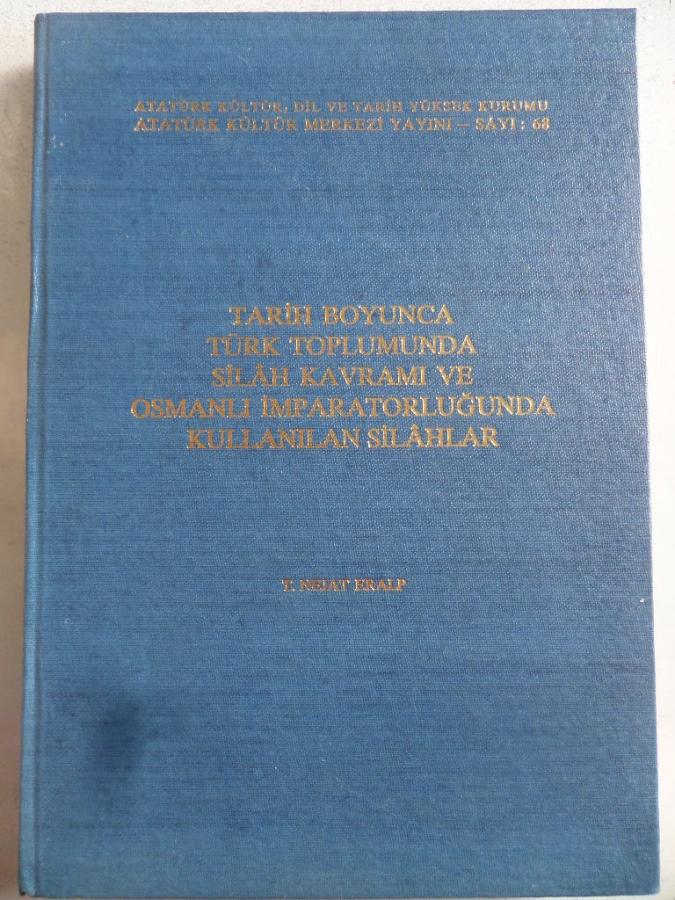 ATATÜRK KÜLTÜR, DİL VE TARİH YÜKSEK KURUMU
ATATÜRK KÜLTÜR MERKEZİ YAYINI – SAYI : 68
TARİH BOYUNCA
TÜRK TOPLUMUNDA
SİLÂH KAVRAMI VE
OSMANLI İMPARATORLUĞUNDA
KULLANILAN SİLÂHLAR
T. NEJAT ERALP